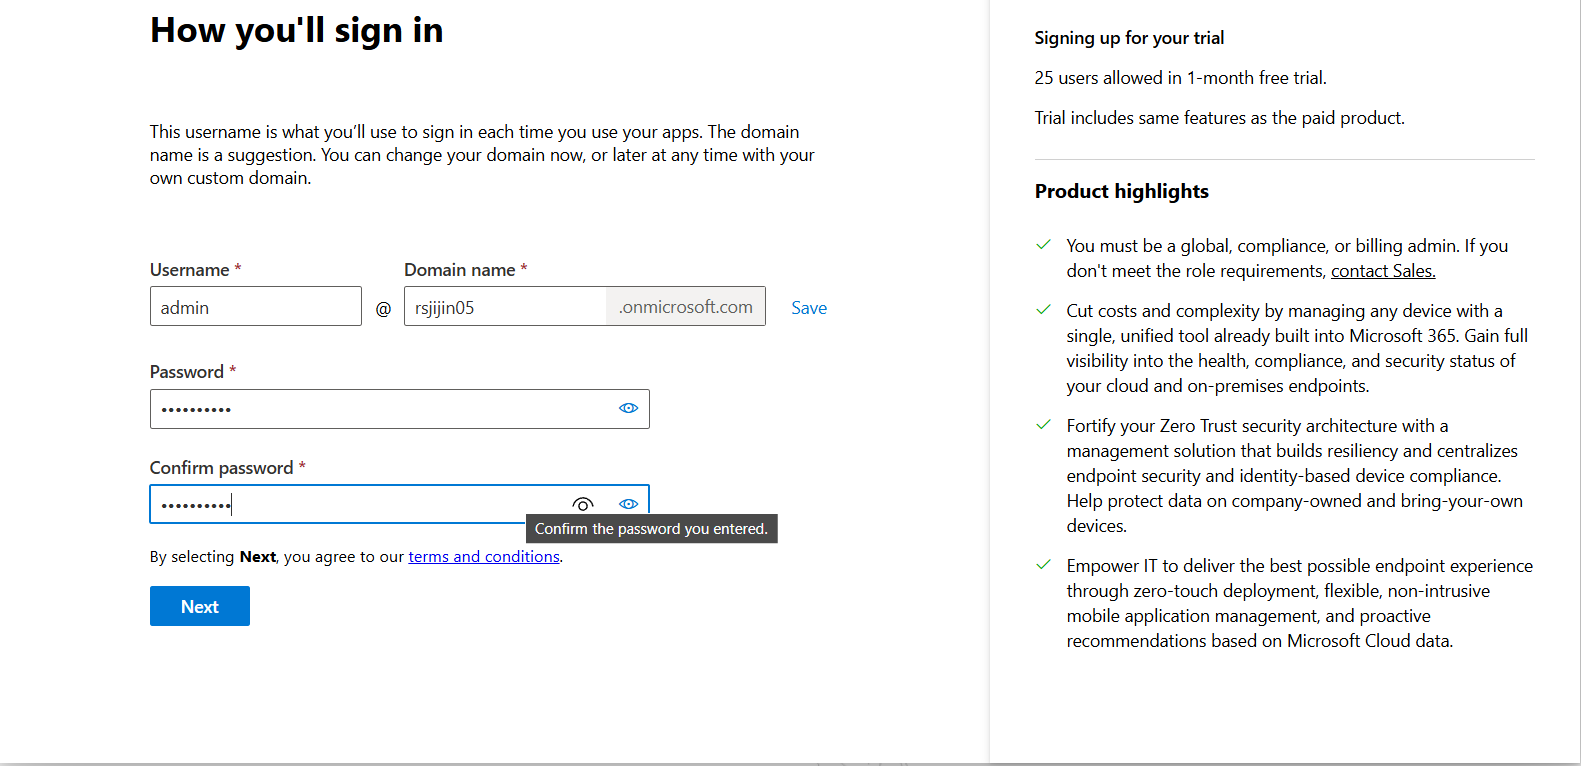 How you'll sign in
This username is what you’ll use to sign in each time you use your apps. The domain
name is a suggestion. You can change your domain now, or later at any time with your
own custom domain.
Username *
Domain name *
admin
@
rsjijin05
.onmicrosoft.com
Save
Password *
••••••••••
Confirm password *
••••••••••
Confirm the password you entered.
By selecting Next, you agree to our terms and conditions.
Next
Signing up for your trial
25 users allowed in 1-month free trial.
Trial includes same features as the paid product.
Product highlights
You must be a global, compliance, or billing admin. If you
don't meet the role requirements, contact Sales.
Cut costs and complexity by managing any device with a
single, unified tool already built into Microsoft 365. Gain full
visibility into the health, compliance, and security status of
your cloud and on-premises endpoints.
Fortify your Zero Trust security architecture with a
management solution that builds resiliency and centralizes
endpoint security and identity-based device compliance.
Help protect data on company-owned and bring-your-own
devices.
Empower IT to deliver the best possible endpoint experience
through zero-touch deployment, flexible, non-intrusive
mobile application management, and proactive
recommendations based on Microsoft Cloud data.